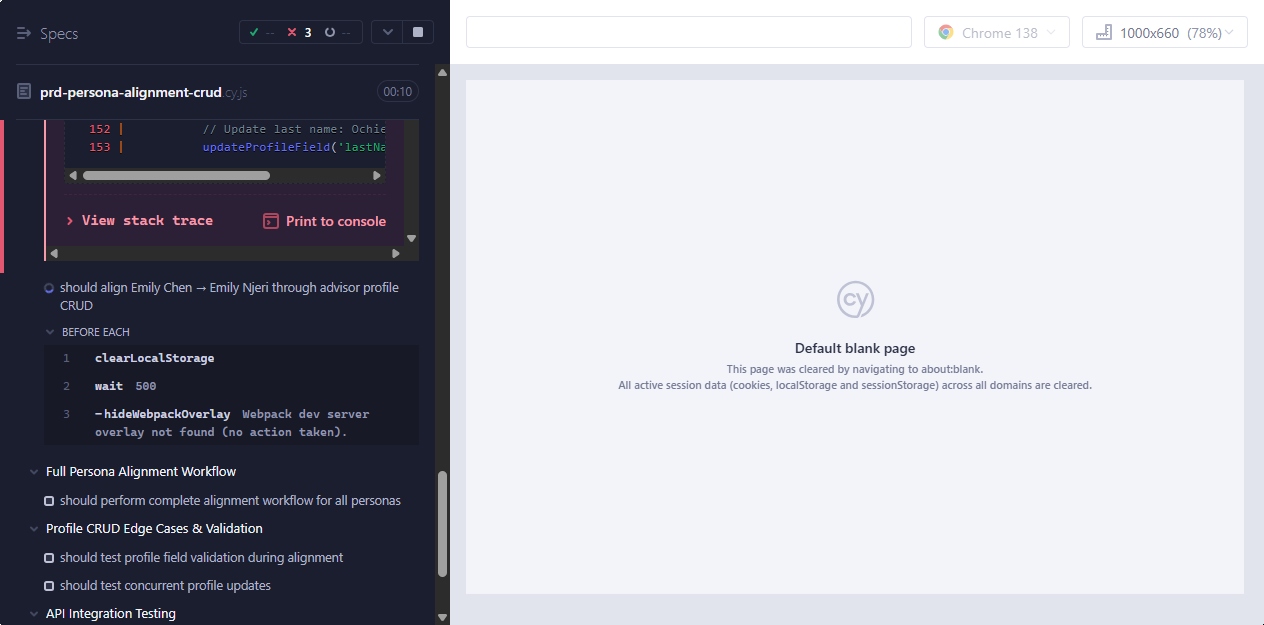 Specs
-- 3 --
Chrome 138
1000x660 (78%)
prd-persona-alignment-crud.cy.js
00:10
152 | // Update last name: Ochie
153 | updateProfileField('lastNa
View stack trace
Print to console
should align Emily Chen → Emily Njeri through advisor profile
CRUD
BEFORE EACH
1 clearLocalStorage
2 wait 500
3 -hideWebpackOverlay Webpack dev server
overlay not found (no action taken).
Full Persona Alignment Workflow
should perform complete alignment workflow for all personas
Profile CRUD Edge Cases & Validation
should test profile field validation during alignment
should test concurrent profile updates
API Integration Testing
cy
Default blank page
This page was cleared by navigating to about:blank.
All active session data (cookies, localStorage and sessionStorage) across all domains are cleared.